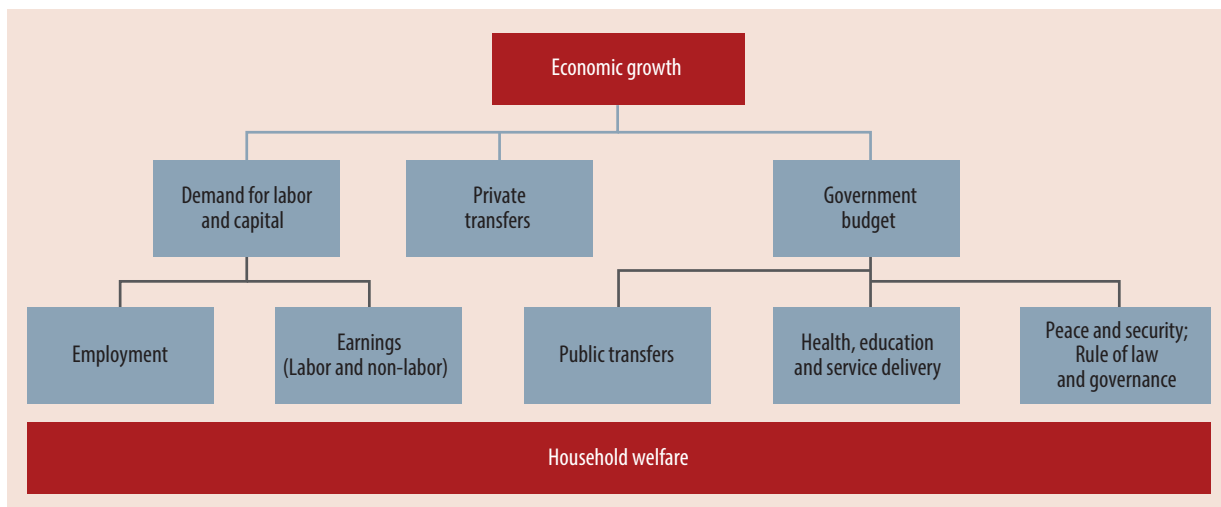 Economic growth
Demand for labor
and capital
Private
transfers
Government
budget
Employment
Earnings
(Labor and non-labor)
Public transfers
Health, education
and service delivery
Peace and security;
Rule of law
and governance
Household welfare